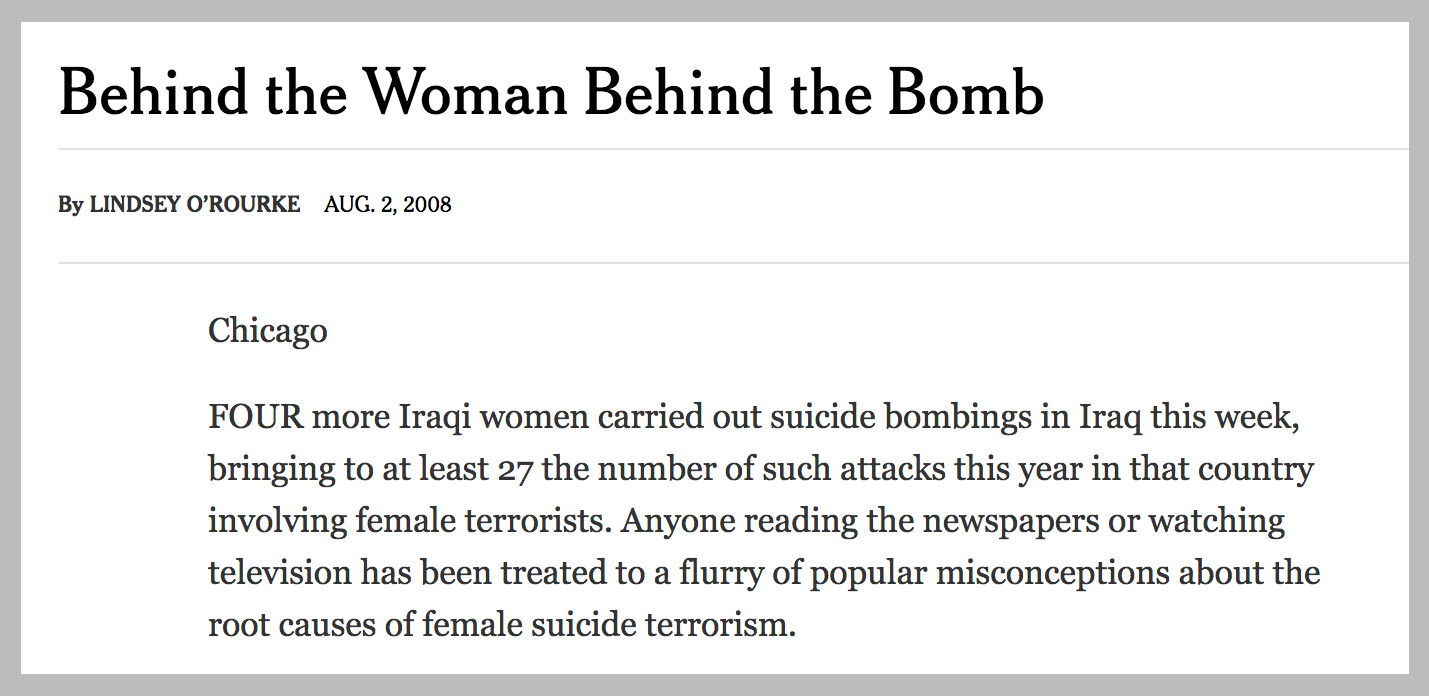 Behind the Woman Behind the Bomb
By LINDSEY O’ROURKE AUG. 2, 2008
Chicago
FOUR more Iraqi women carried out suicide bombings in Iraq this week,
bringing to at least 27 the number of such attacks this year in that country
involving female terrorists. Anyone reading the newspapers or watching
television has been treated to a flurry of popular misconceptions about the
root causes of female suicide terrorism.